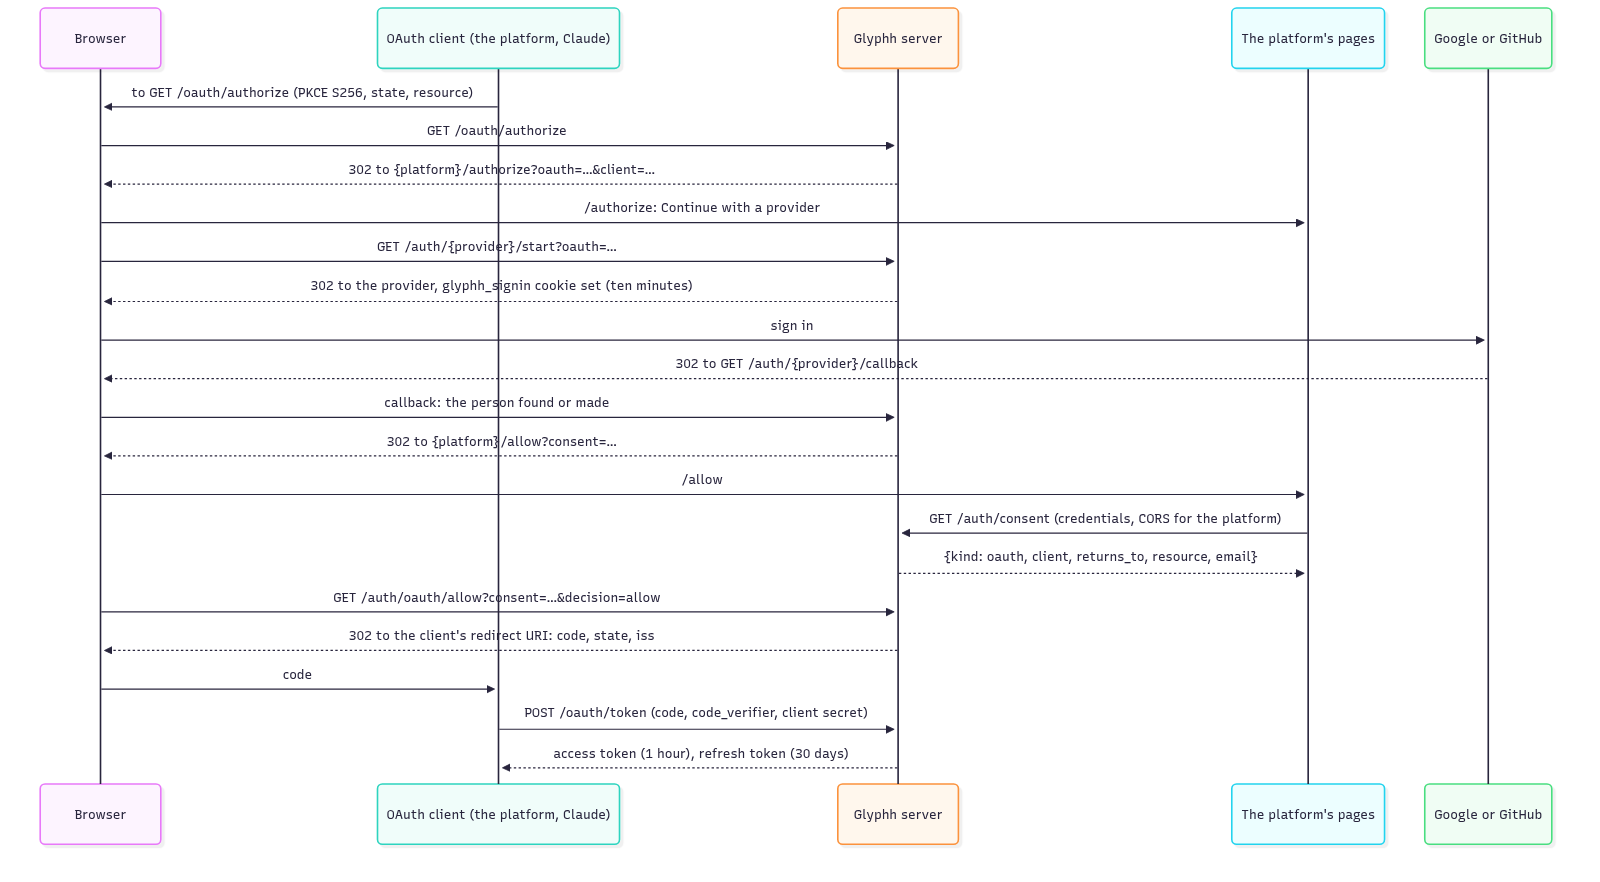 Browser
OAuth client (the platform, Claude)
Glyphh server
The platform's pages
Google or GitHub
to GET /oauth/authorize (PKCE S256, state, resource)
GET /oauth/authorize
302 to {platform}/authorize?oauth=...&client=...
/authorize: Continue with a provider
GET /auth/{provider}/start?oauth=...
302 to the provider, glyphh_signin cookie set (ten minutes)
sign in
302 to GET /auth/{provider}/callback
callback: the person found or made
302 to {platform}/allow?consent=...
/allow
GET /auth/consent (credentials, CORS for the platform)
{kind: oauth, client, returns_to, resource, email}
GET /auth/oauth/allow?consent=...&decision=allow
302 to the client's redirect URI: code, state, iss
code
POST /oauth/token (code, code_verifier, client secret)
access token (1 hour), refresh token (30 days)
Browser
OAuth client (the platform, Claude)
Glyphh server
The platform's pages
Google or GitHub